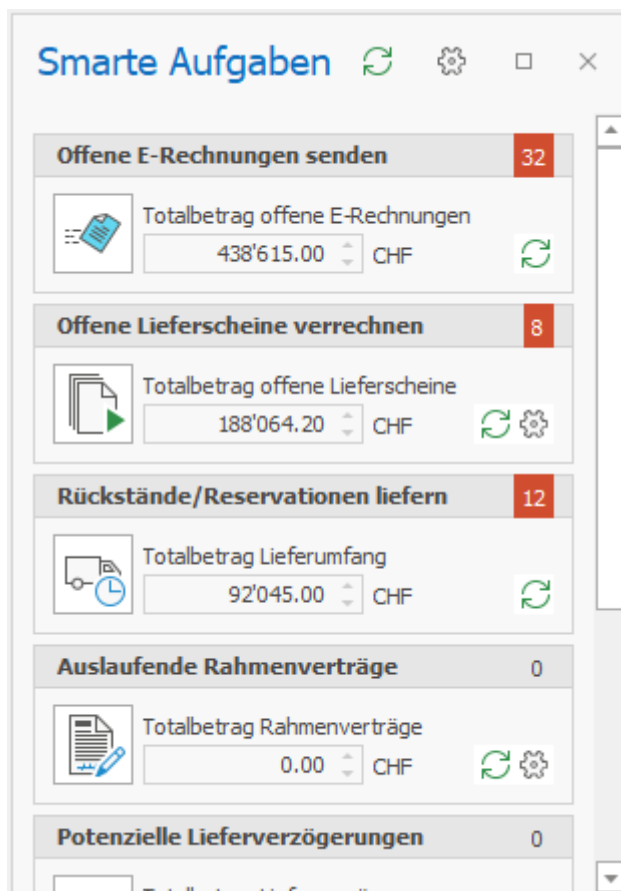 Smarte Aufgaben
Offene E-Rechnungen senden 32
Totalbetrag offene E-Rechnungen
438'615.00 CHF
Offene Lieferscheine verrechnen 8
Totalbetrag offene Lieferscheine
188'064.20 CHF
Rückstände/Reservationen liefern 12
Totalbetrag Lieferumfang
92'045.00 CHF
Auslaufende Rahmenverträge 0
Totalbetrag Rahmenverträge
0.00 CHF
Potenzielle Lieferverzögerungen 0